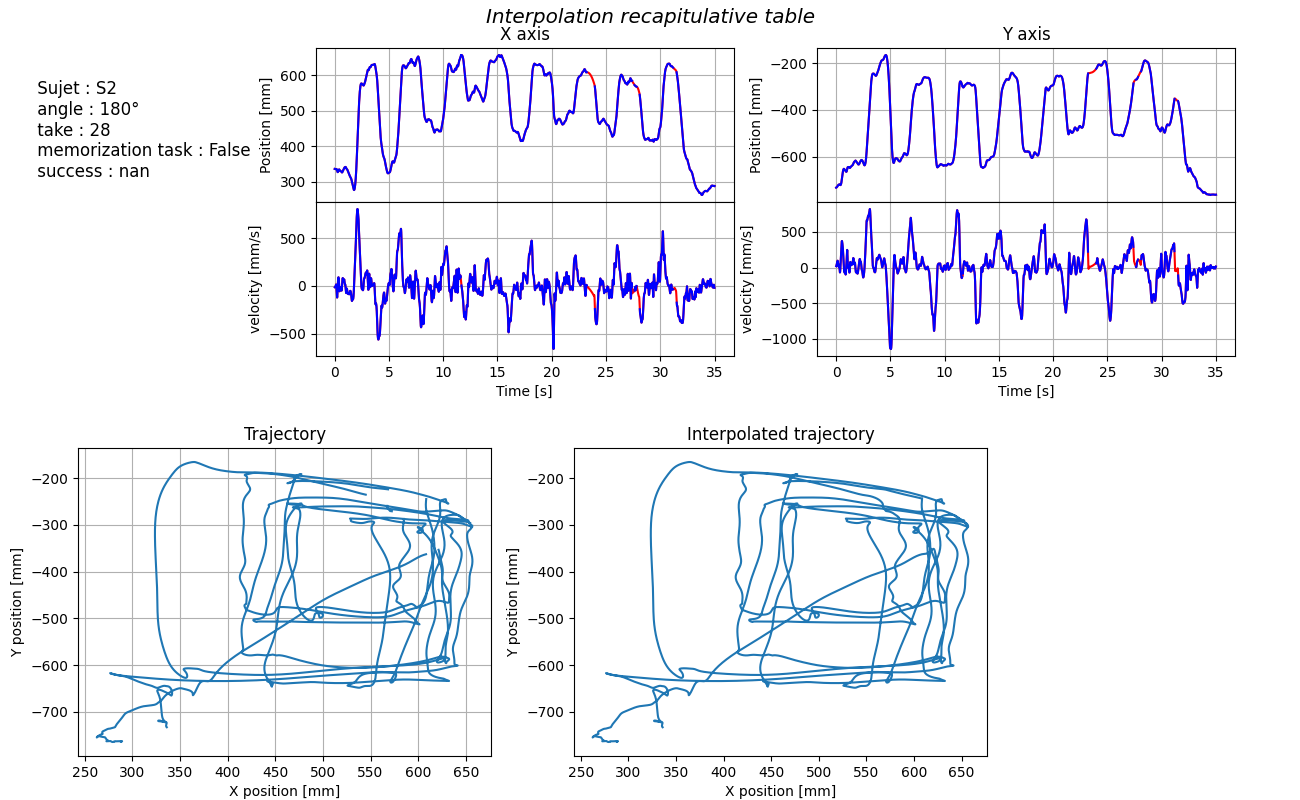 Interpolation recapitulative table
X axis
Y axis
Sujet : S2
angle : 180°
take : 28
memorization task : False
success : nan
Position [mm]
600
500
400
300
velocity [mm/s]
500
0
−500
0 5 10 15 20 25 30 35
Time [s]
Position [mm]
−200
−400
−600
velocity [mm/s]
500
0
−500
−1000
0 5 10 15 20 25 30 35
Time [s]
Trajectory
Y position [mm]
−200
−300
−400
−500
−600
−700
250 300 350 400 450 500 550 600 650
X position [mm]
Interpolated trajectory
Y position [mm]
−200
−300
−400
−500
−600
−700
250 300 350 400 450 500 550 600 650
X position [mm]